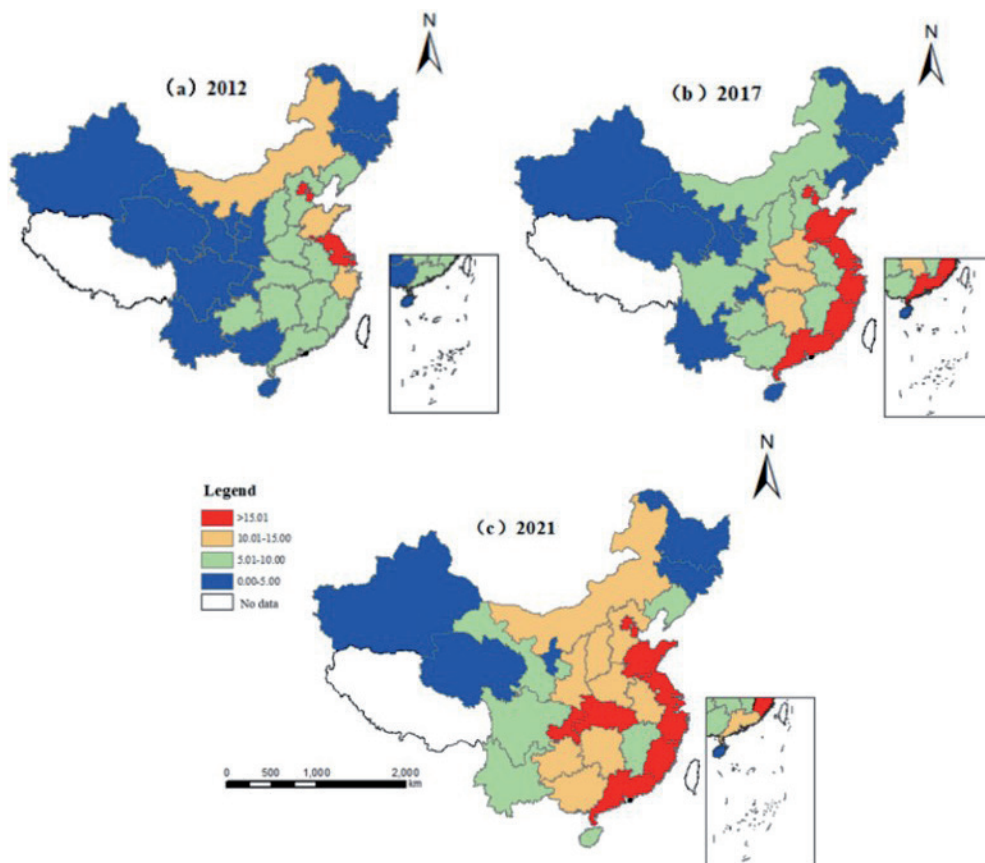 N
(a) 2012
N
(b) 2017
N
(c) 2021
Legend
>15.01
10.01-15.00
5.01-10.00
0.00-5.00
No data
0 500 1,000 2,000
km